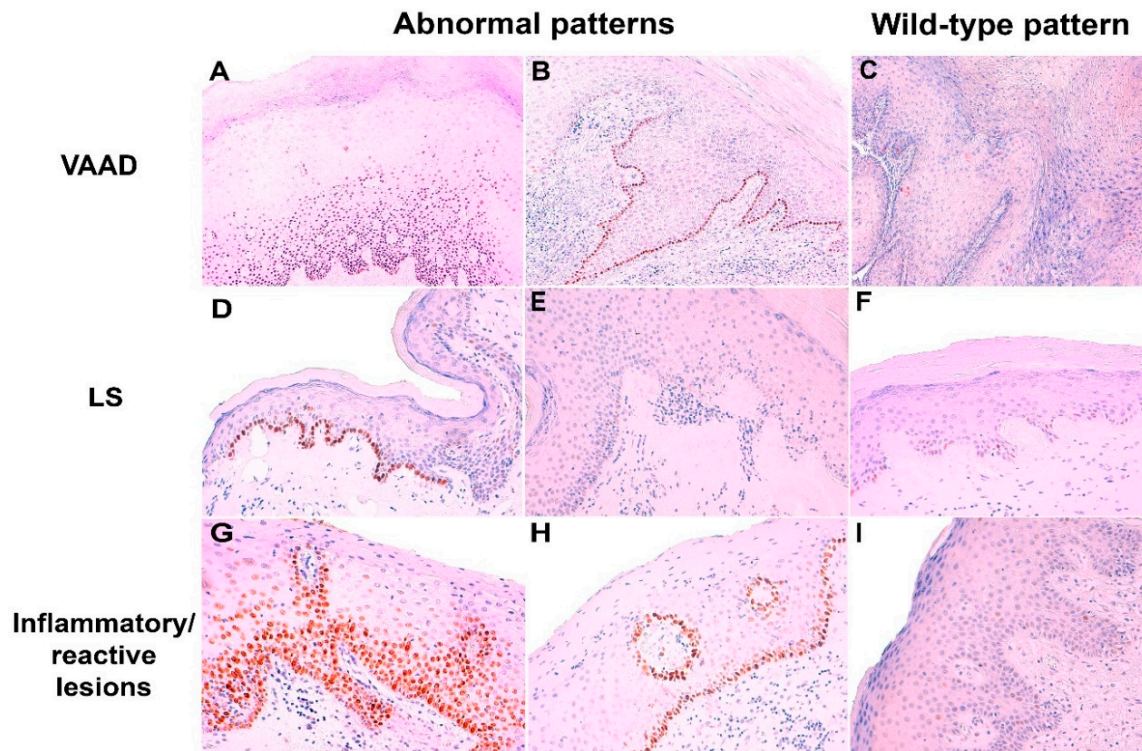 Abnormal patterns
Wild-type pattern
A
B
C
VAAD
D
E
F
LS
G
H
I
Inflammatory/
reactive
lesions